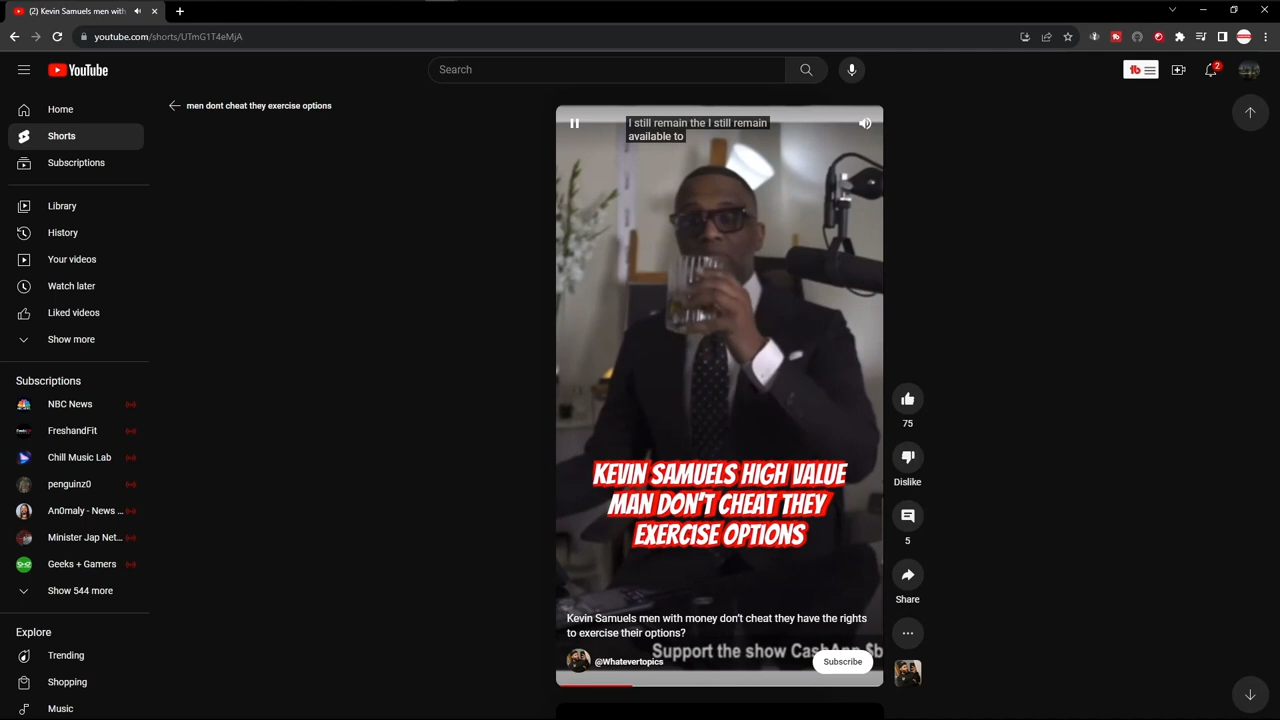 (2) Kevin Samuels men with
youtube.com/shorts/UTmG1T4eMjA
YouTube
Search
2
Home
Shorts
Subscriptions
Library
History
Your videos
Watch later
Liked videos
Show more
Subscriptions
NBC News
FreshandFit
Chill Music Lab
penguinz0
An0maly - News ...
Minister Jap Net...
Geeks + Gamers
Show 544 more
Explore
Trending
Shopping
Music
men dont cheat they exercise options
I still remain the I still remain
available to
KEVIN SAMUELS HIGH VALUE
MAN DON'T CHEAT THEY
EXERCISE OPTIONS
Kevin Samuels men with money don't cheat they have the rights
to exercise their options?
Support the show CashApp $b
@Whatevertopics
Subscribe
75
Dislike
5
Share